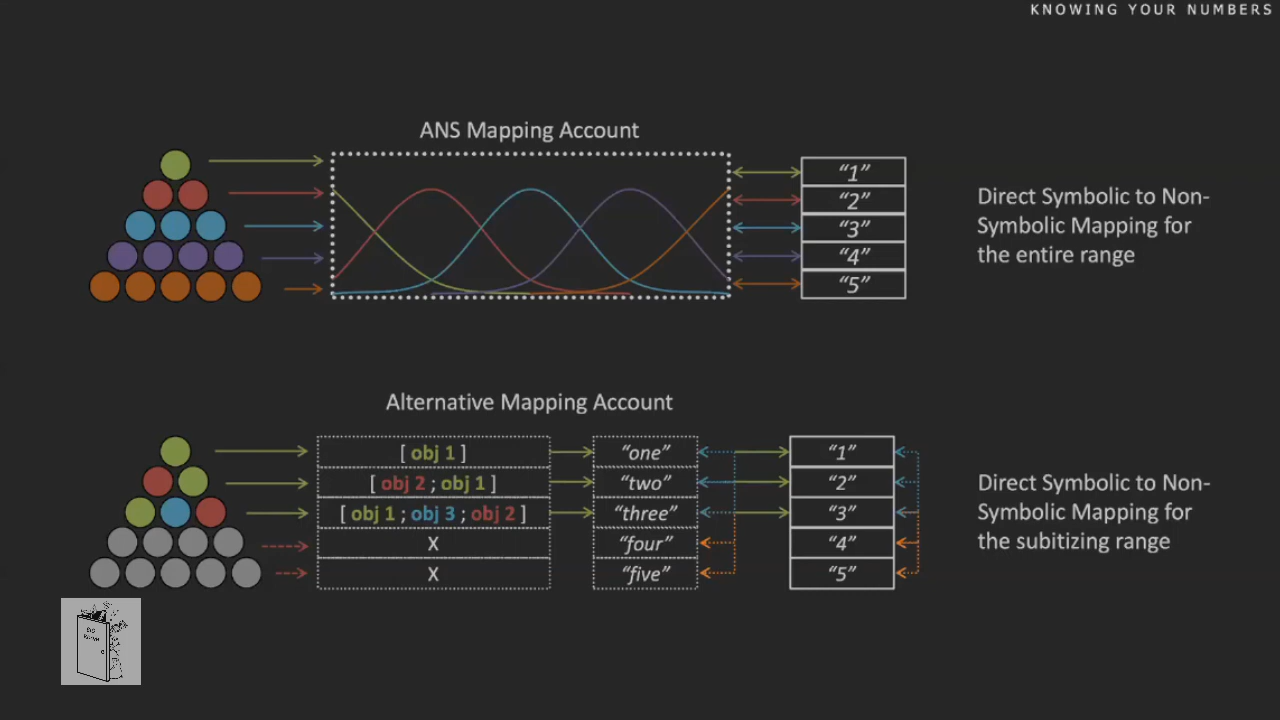 KNOWING YOUR NUMBERS
ANS Mapping Account
“1”
“2”
“3”
“4”
“5”
Direct Symbolic to Non-
Symbolic Mapping for
the entire range
Alternative Mapping Account
[ obj 1 ] “one” “1”
[ obj 2 ; obj 1 ] “two” “2”
[ obj 1 ; obj 3 ; obj 2 ] “three” “3”
X “four” “4”
X “five” “5”
Direct Symbolic to Non-
Symbolic Mapping for
the subitizing range